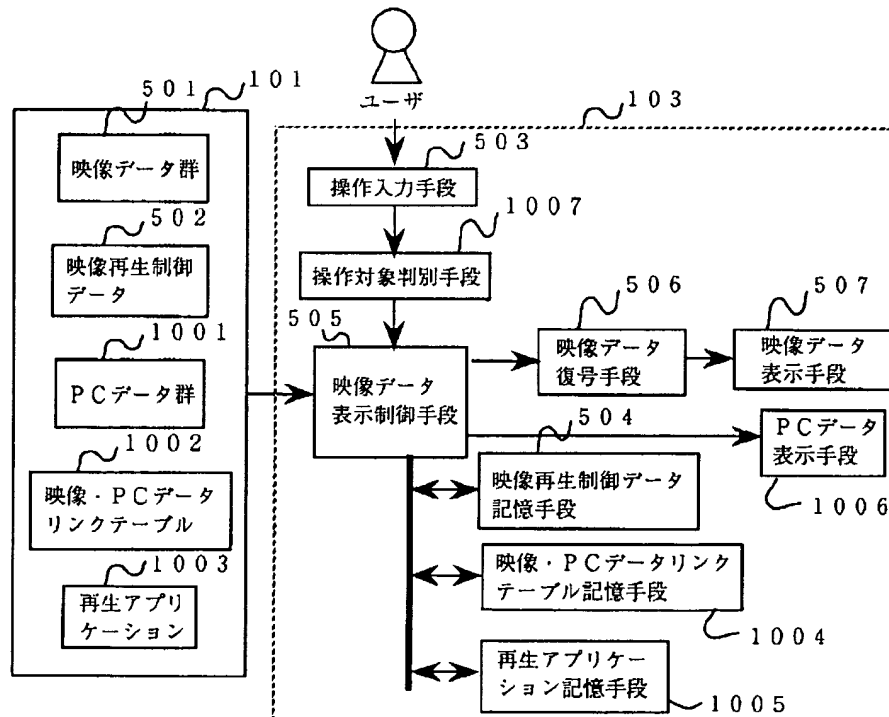 ユーザ
101
501
映像データ群
502
映像再生制御
データ
1001
PCデータ群
1002
映像・PCデータ
リンクテーブル
1003
再生アプリ
ケーション
103
503
操作入力手段
1007
操作対象判別手段
505
映像データ
表示制御手段
506
映像データ
復号手段
507
映像データ
表示手段
PCデータ
表示手段
1006
504
映像再生制御データ
記憶手段
映像・PCデータリンク
テーブル記憶手段
1004
再生アプリケー
ション記憶手段
1005